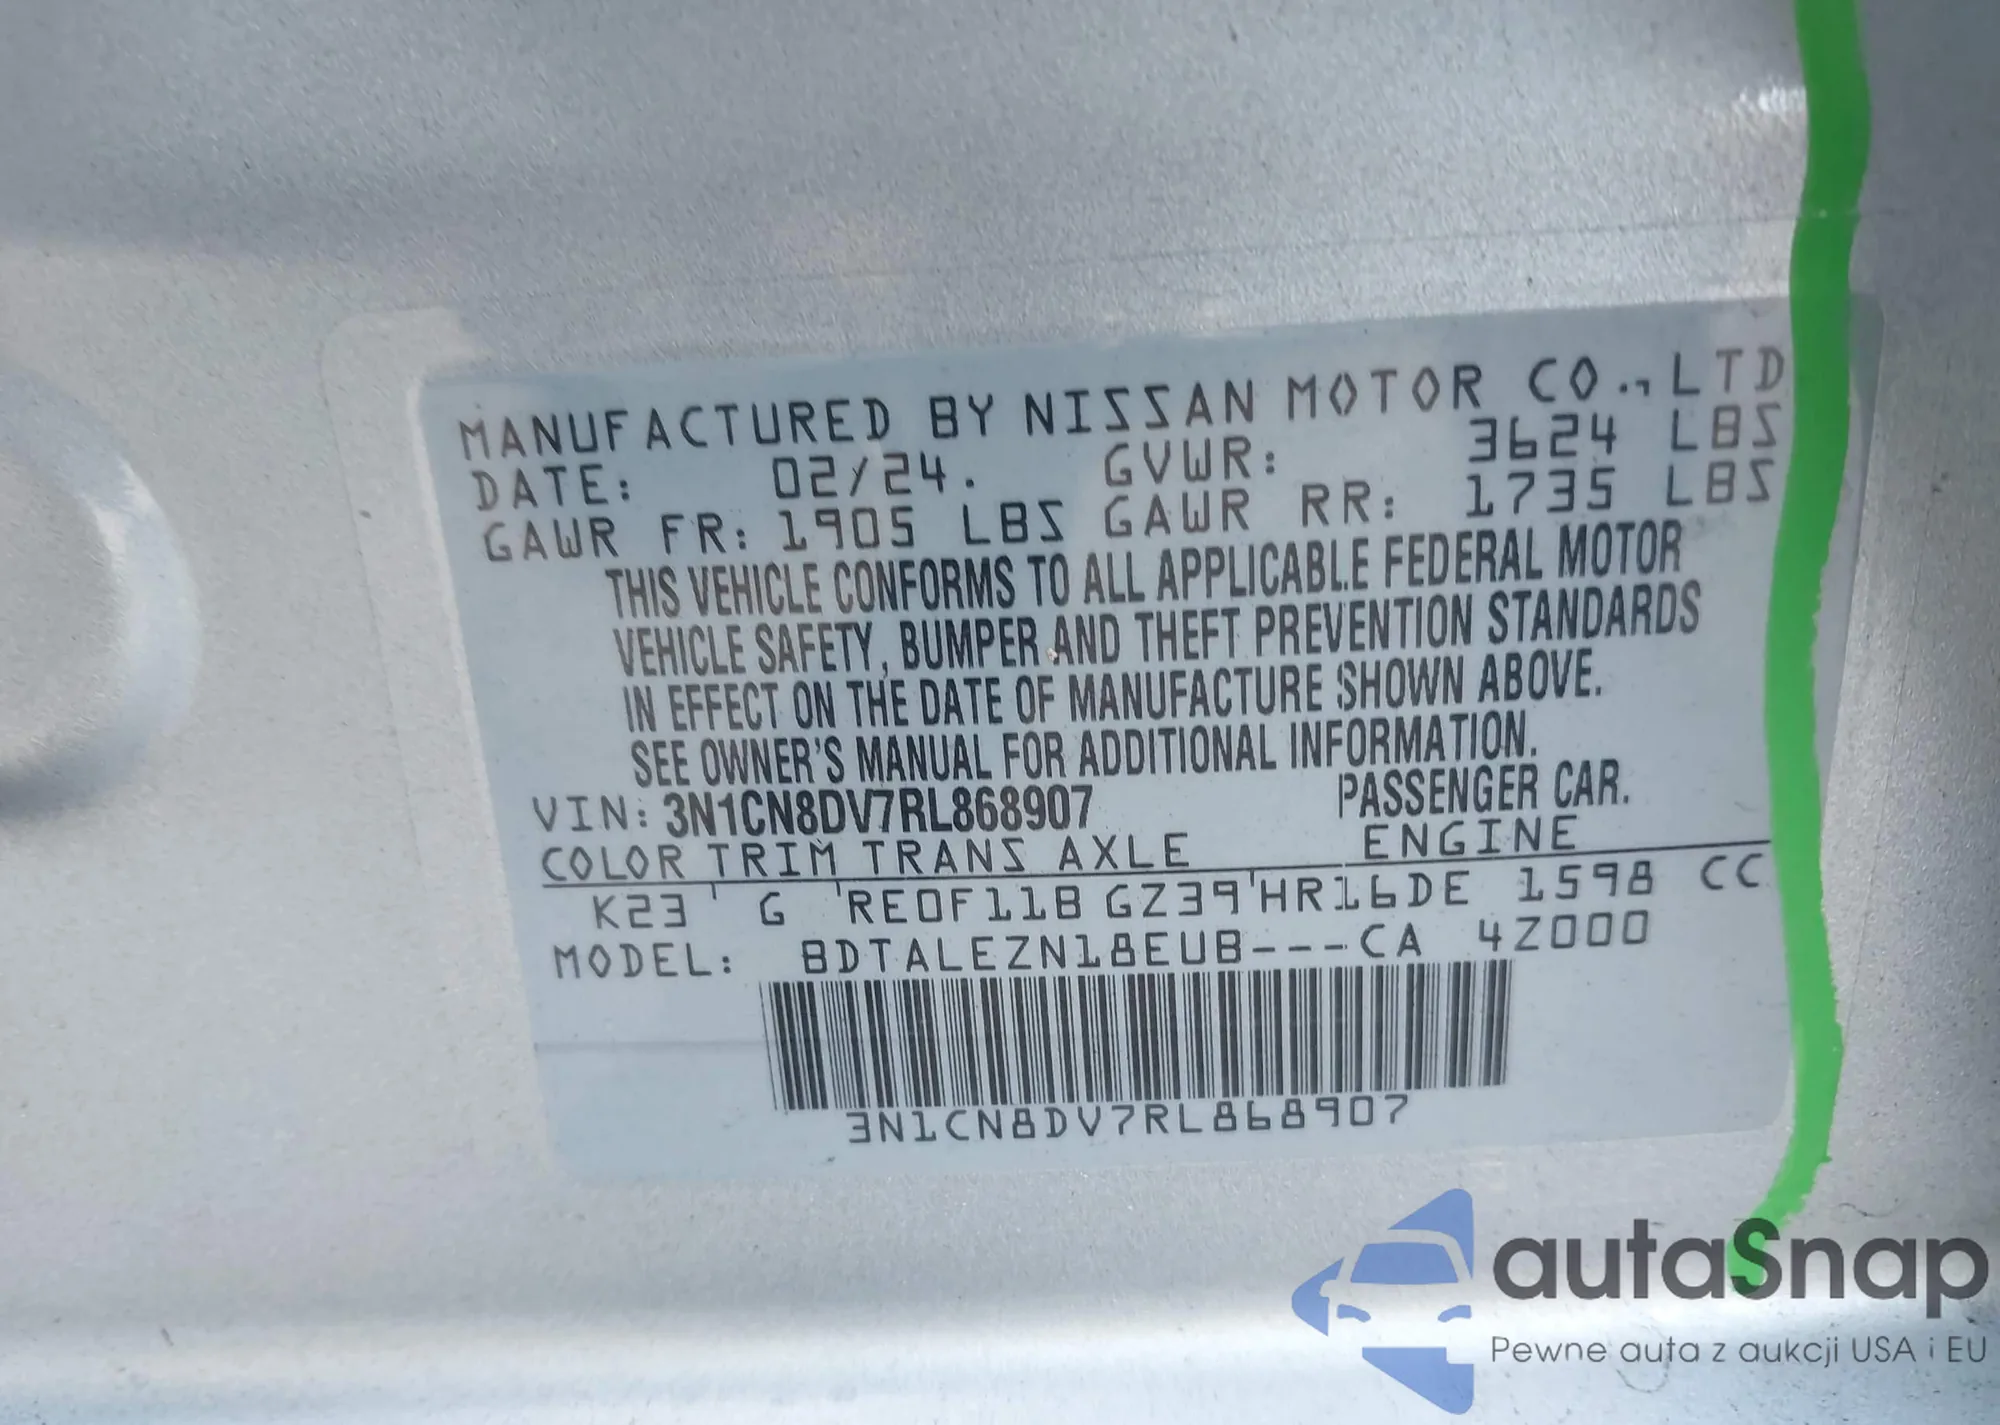 MANUFACTURED BY NISSAN MOTOR CO., LTD
DATE: 02/24. GVWR: 3624 LBS
GAWR FR: 1905 LBS GAWR RR: 1735 LBS
THIS VEHICLE CONFORMS TO ALL APPLICABLE FEDERAL MOTOR
VEHICLE SAFETY, BUMPER AND THEFT PREVENTION STANDARDS
IN EFFECT ON THE DATE OF MANUFACTURE SHOWN ABOVE.
SEE OWNER'S MANUAL FOR ADDITIONAL INFORMATION.
VIN: 3N1CN8DV7RL868907 PASSENGER CAR.
COLOR TRIM TRANS AXLE ENGINE
K23 G RE0F11B GZ39 HR16DE 1598 CC
MODEL: BDTALEZN18EUB---CA 4Z000
3N1CN8DV7RL868907
autaSnap
Pewne auta z aukcji USA i EU